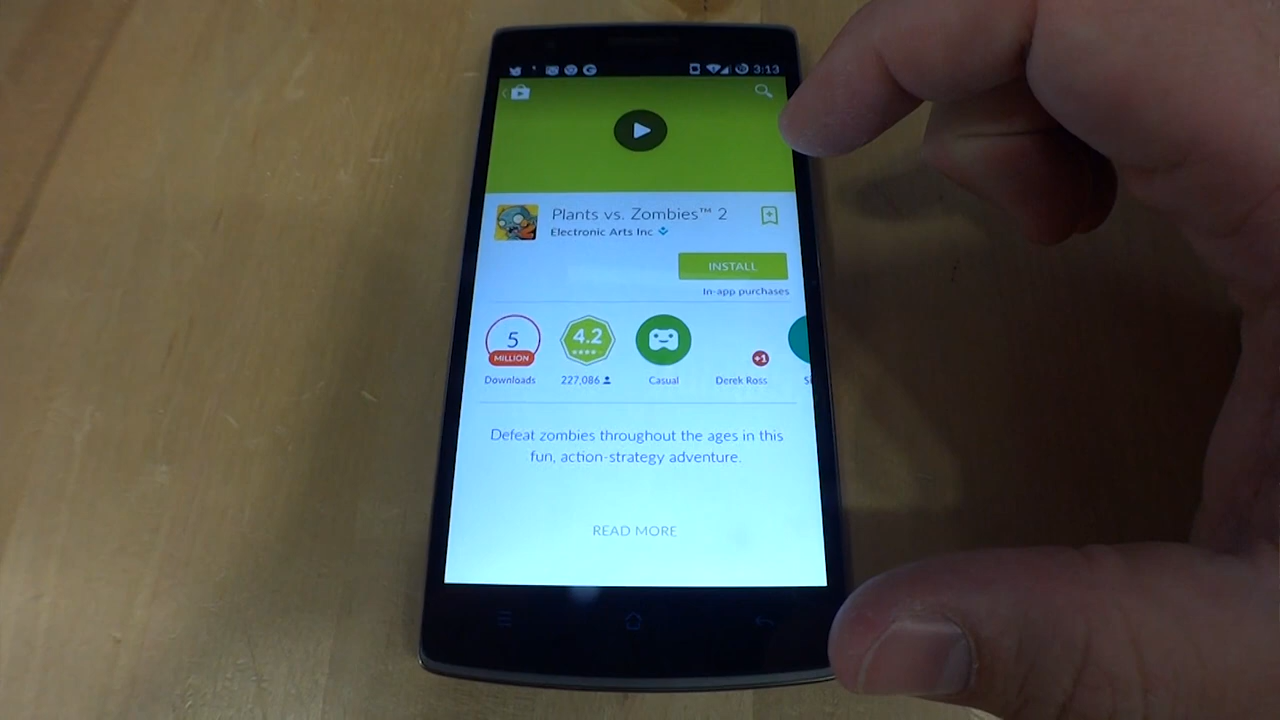 3:13
Plants vs. Zombies™ 2
Electronic Arts Inc
INSTALL
In-app purchases
5
MILLION
Downloads
4.2
227,086
Casual
+1
Derek Ross
Defeat zombies throughout the ages in this
fun, action-strategy adventure.
READ MORE